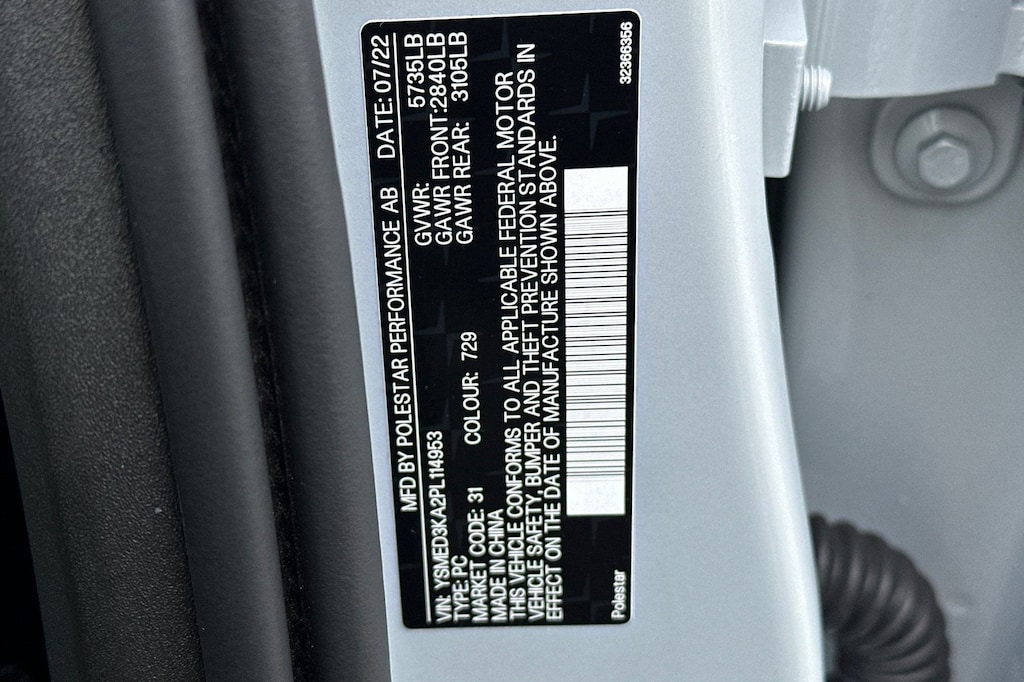 MFD BY POLESTAR PERFORMANCE AB DATE: 07/22
GVWR: 5735LB
GAWR FRONT:2840LB
GAWR REAR: 3105LB
VIN: YSMED3KA2PL114953
TYPE: PC
MARKET CODE: 31 COLOUR: 729
MADE IN CHINA
THIS VEHICLE CONFORMS TO ALL APPLICABLE FEDERAL MOTOR
VEHICLE SAFETY, BUMPER AND THEFT PREVENTION STANDARDS IN
EFFECT ON THE DATE OF MANUFACTURE SHOWN ABOVE.
Polestar 32366356